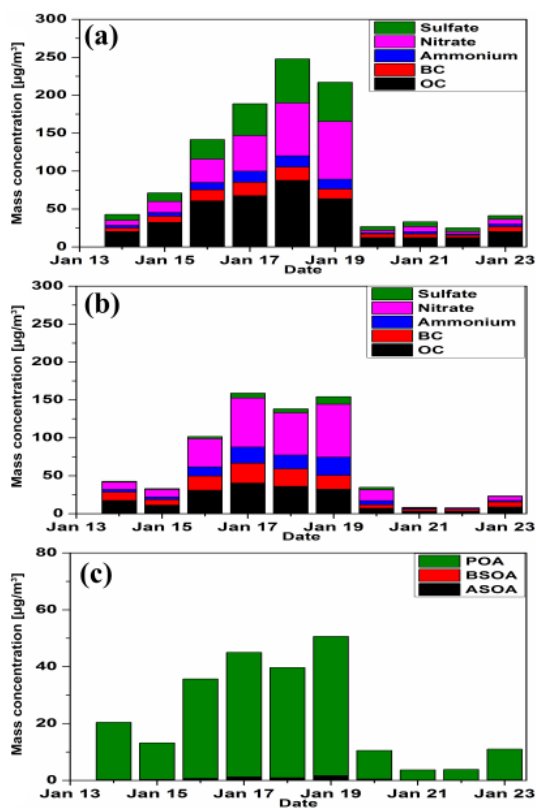 (a)
Sulfate
Nitrate
Ammonium
BC
OC
Mass concentration [µg/m³]
300
250
200
150
100
50
0
Jan 13 Jan 15 Jan 17 Jan 19 Jan 21 Jan 23
Date
(b)
Sulfate
Nitrate
Ammonium
BC
OC
Mass concentration [µg/m³]
300
250
200
150
100
50
0
Jan 13 Jan 15 Jan 17 Jan 19 Jan 21 Jan 23
Date
(c)
POA
BSOA
ASOA
Mass concentration [µg/m³]
80
60
40
20
0
Jan 13 Jan 15 Jan 17 Jan 19 Jan 21 Jan 23
Date